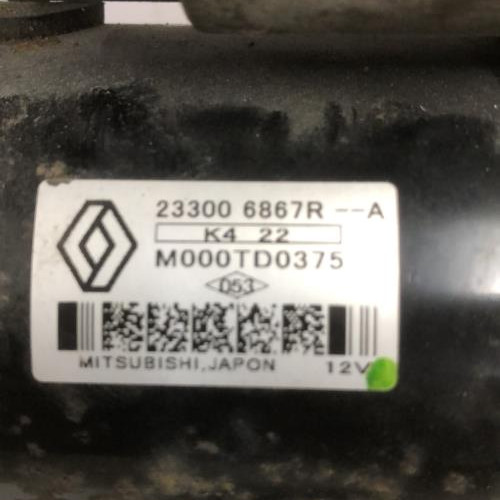 23300 6867R --A
K4 22
M000TD0375
053
MITSUBISHI,JAPON 12V